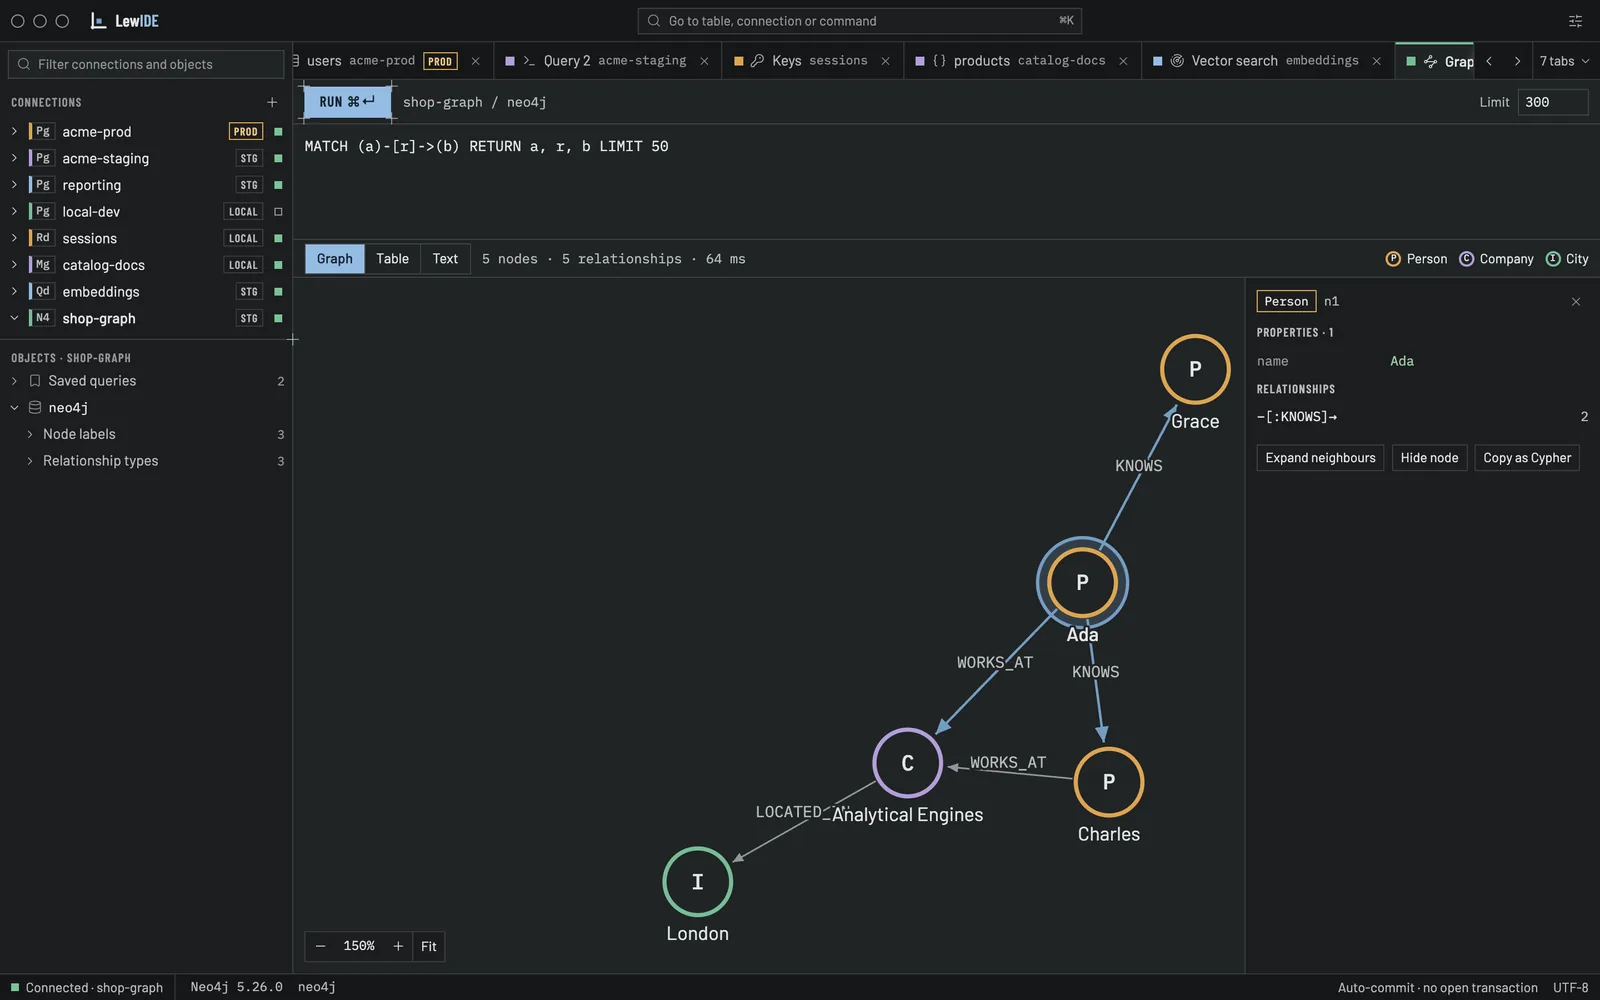 LewIDE
Go to table, connection or command ⌘K
Filter connections and objects
users acme-prod PROD
Query 2 acme-staging
Keys sessions
{} products catalog-docs
Vector search embeddings
Grap
7 tabs
CONNECTIONS
Pg acme-prod PROD
Pg acme-staging STG
Pg reporting STG
Pg local-dev LOCAL
Rd sessions LOCAL
Mg catalog-docs LOCAL
Qd embeddings STG
N4 shop-graph STG
OBJECTS · SHOP-GRAPH
Saved queries 2
neo4j
Node labels 3
Relationship types 3
RUN ⌘↵ shop-graph / neo4j
Limit 300
MATCH (a)-[r]->(b) RETURN a, r, b LIMIT 50
Graph Table Text 5 nodes · 5 relationships · 64 ms
P Person C Company I City
P
Grace
KNOWS
P
Ada
WORKS_AT
KNOWS
C
Analytical Engines
WORKS_AT
P
Charles
LOCATED_
I
London
− 150% + Fit
Person n1
PROPERTIES · 1
name Ada
RELATIONSHIPS
−[:KNOWS]→ 2
Expand neighbours Hide node Copy as Cypher
Connected · shop-graph Neo4j 5.26.0 neo4j
Auto-commit · no open transaction UTF-8